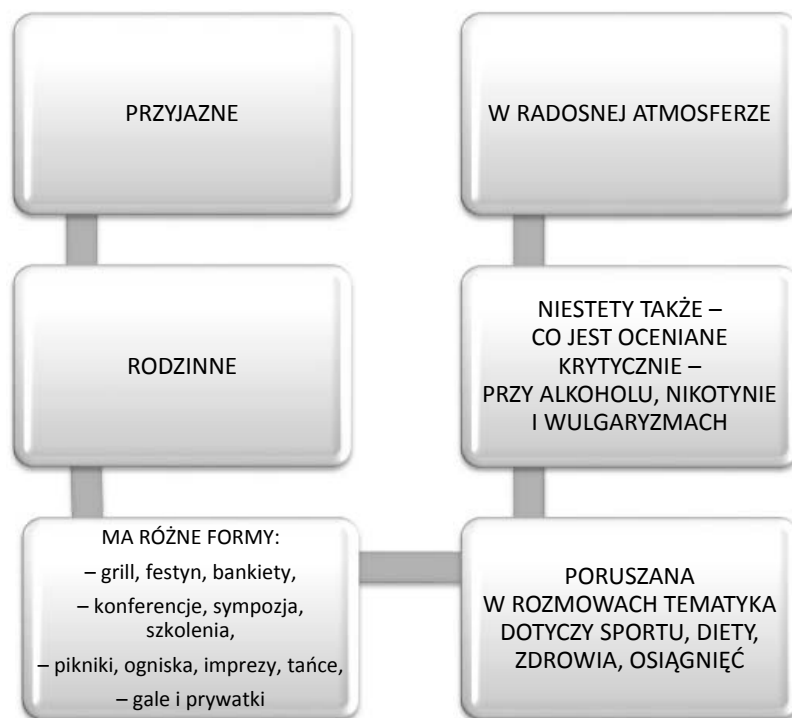 PRZYJAZNE
RODZINNE
MA RÓŻNE FORMY:
– grill, festyn, bankiety,
– konferencje, sympozja,
szkolenia,
– pikniki, ogniska, imprezy, tańce,
– gale i prywatki
PORUSZANA
W ROZMOWACH TEMATYKA
DOTYCZY SPORTU, DIETY,
ZDROWIA, OSIĄGNIĘĆ
NIESTETY TAKŻE –
CO JEST OCENIANE
KRYTYCZNIE –
PRZY ALKOHOLU, NIKOTYNIE
I WULGARYZMACH
W RADOSNEJ ATMOSFERZE